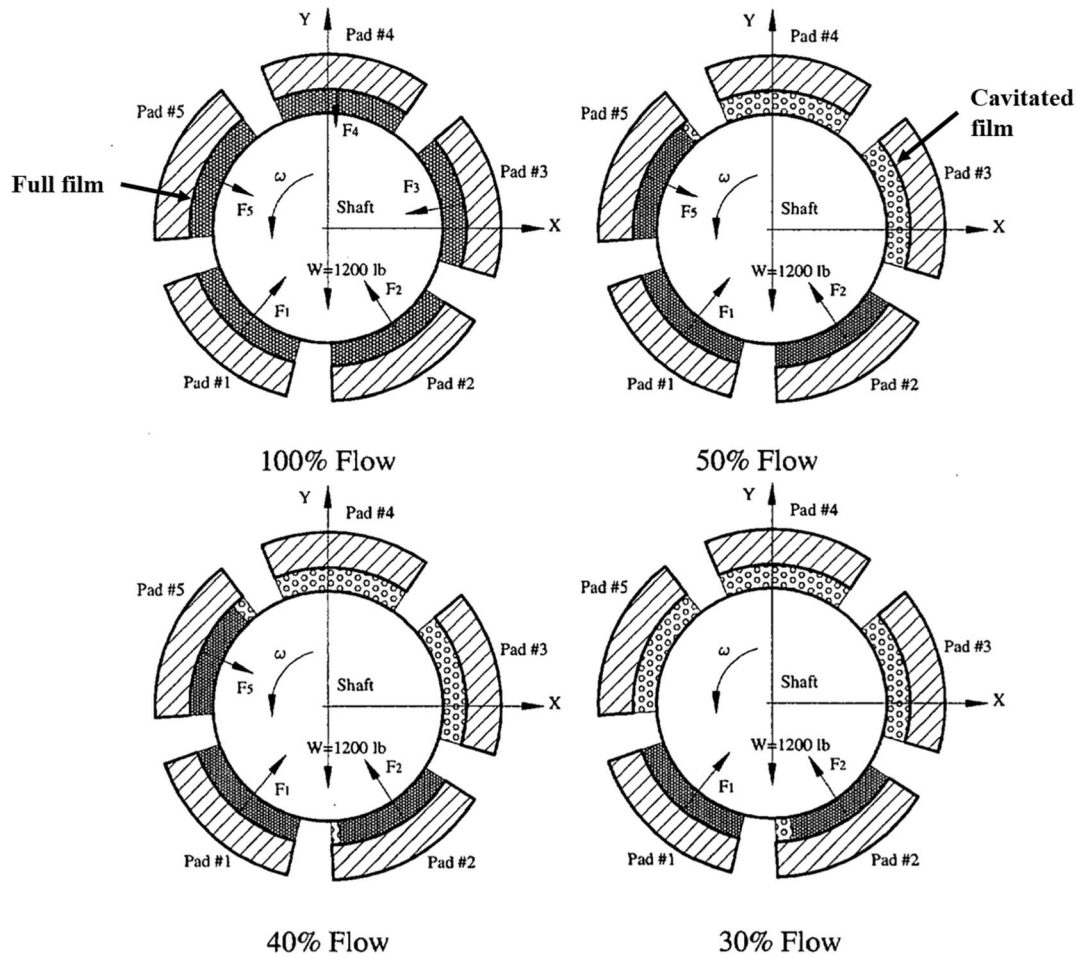 Y
Pad #4
Pad #5
F4
Full film
F5
ω
F3
Pad #3
Shaft
X
W=1200 lb
F1
F2
Pad #1
Pad #2
100% Flow
Y
Pad #4
Pad #5
Cavitated
film
F5
ω
Pad #3
Shaft
X
W=1200 lb
F1
F2
Pad #1
Pad #2
50% Flow
Y
Pad #4
Pad #5
F5
ω
Pad #3
Shaft
X
W=1200 lb
F1
F2
Pad #1
Pad #2
40% Flow
Y
Pad #4
Pad #5
ω
Pad #3
Shaft
X
W=1200 lb
F1
F2
Pad #1
Pad #2
30% Flow